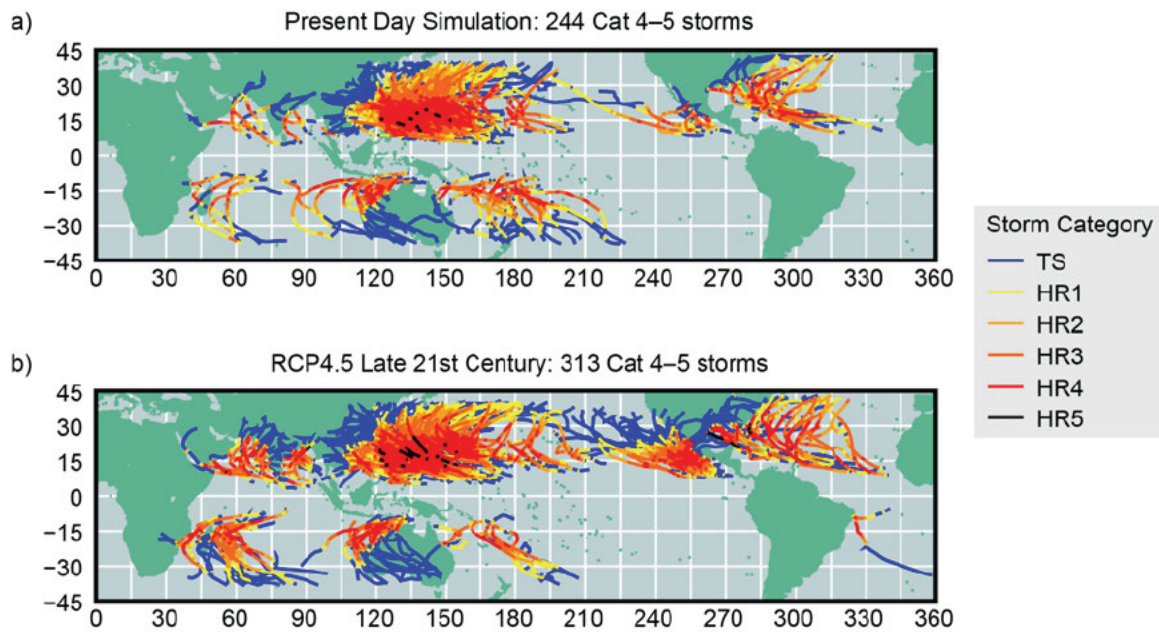 a)
Present Day Simulation: 244 Cat 4–5 storms
45
30
15
0
−15
−30
−45
0 30 60 90 120 150 180 210 240 270 300 330 360
b)
RCP4.5 Late 21st Century: 313 Cat 4–5 storms
45
30
15
0
−15
−30
−45
0 30 60 90 120 150 180 210 240 270 300 330 360
Storm Category
TS
HR1
HR2
HR3
HR4
HR5